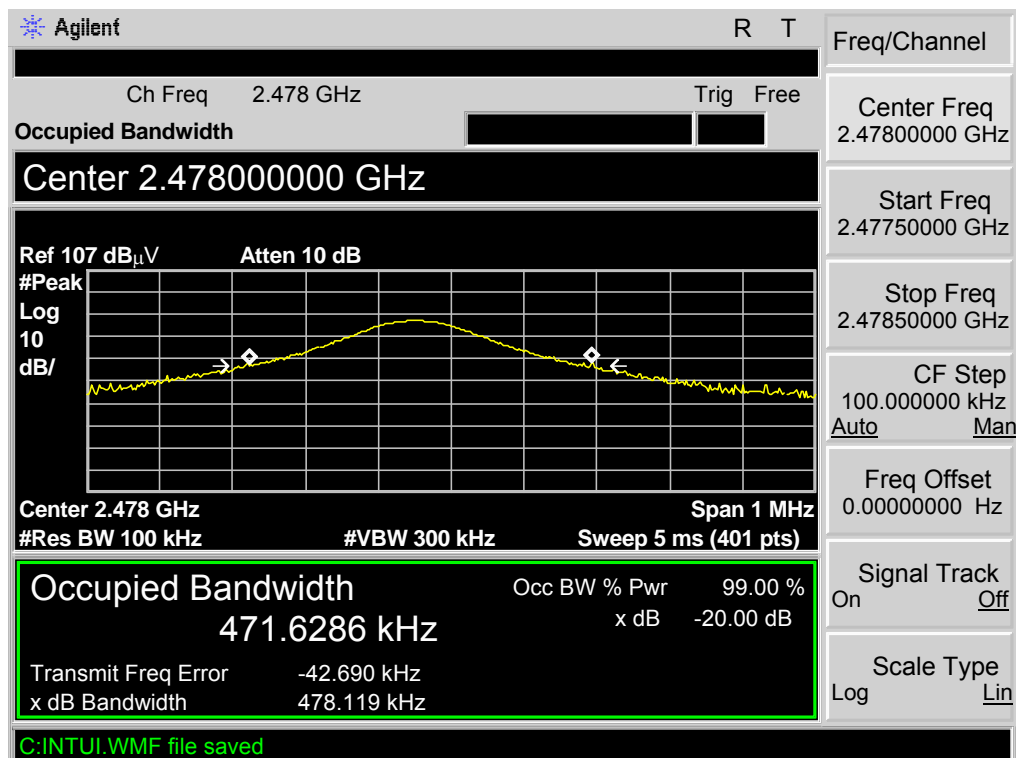 Agilent R T
Ch Freq 2.478 GHz Trig Free
Occupied Bandwidth
Center 2.478000000 GHz
Ref 107 dBμV Atten 10 dB
#Peak
Log
10
dB/
Center 2.478 GHz Span 1 MHz
#Res BW 100 kHz #VBW 300 kHz Sweep 5 ms (401 pts)
Occupied Bandwidth Occ BW % Pwr 99.00 %
471.6286 kHz x dB -20.00 dB
Transmit Freq Error -42.690 kHz
x dB Bandwidth 478.119 kHz
C:INTUI.WMF file saved
Freq/Channel
Center Freq
2.47800000 GHz
Start Freq
2.47750000 GHz
Stop Freq
2.47850000 GHz
CF Step
100.000000 kHz
Auto Man
Freq Offset
0.00000000 Hz
Signal Track
On Off
Scale Type
Log Lin